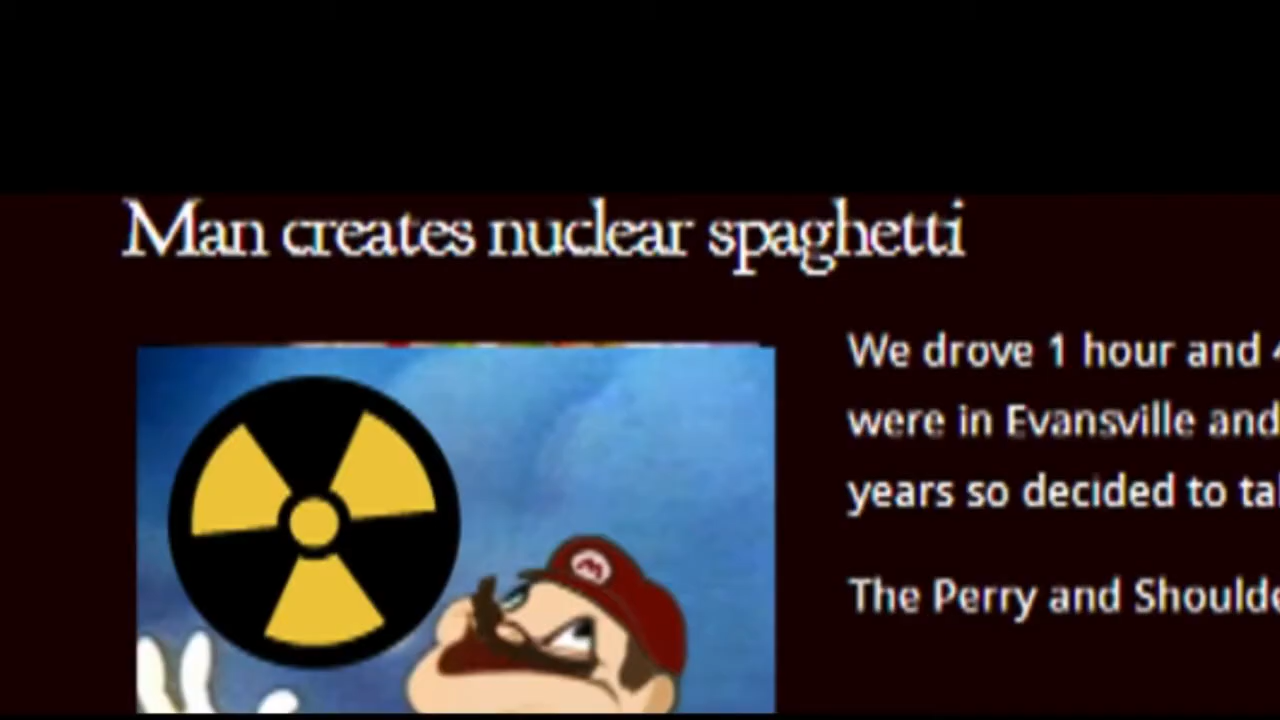 Man creates nuclear spaghetti
We drove 1 hour and
were in Evansville and
years so decided to
The Perry and
M